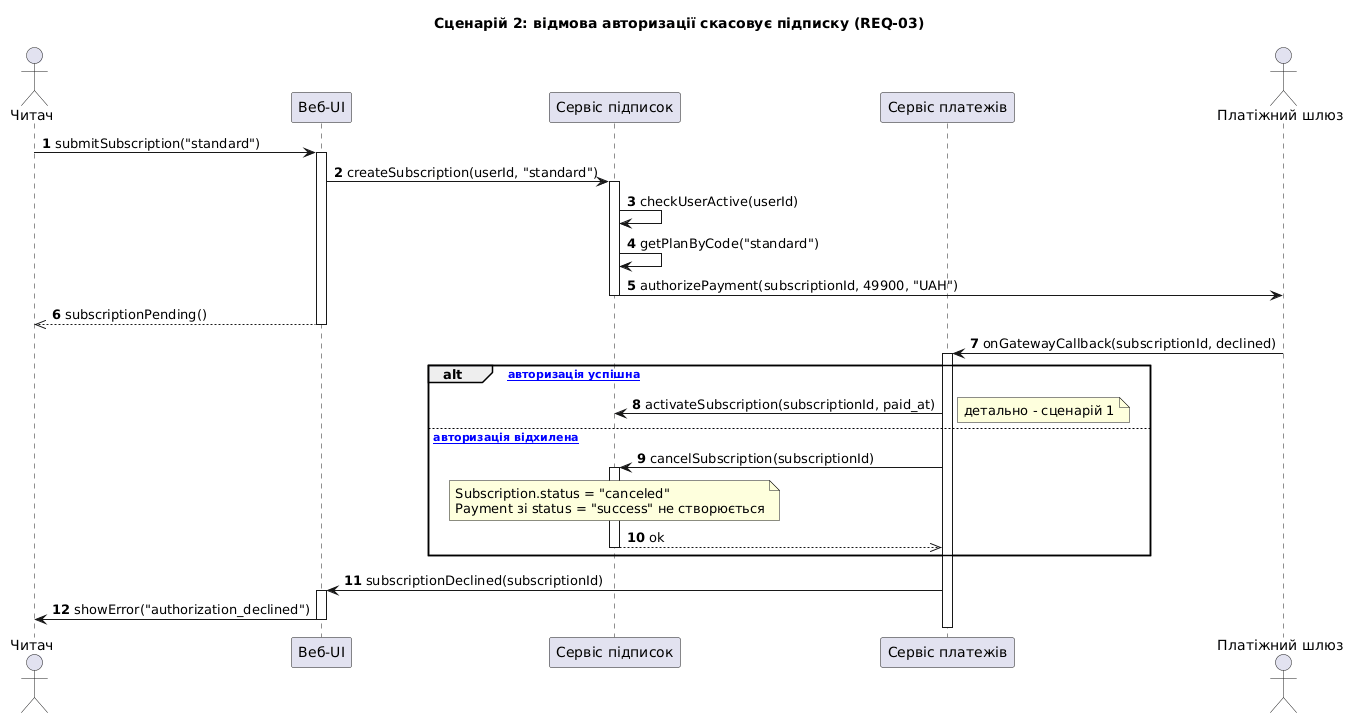 Сценарій 2: відмова авторизації скасовує підписку (REQ-03)
Читач
Веб-UI
Сервіс підписок
Сервіс платежів
Платіжний шлюз
1 submitSubscription("standard")
2 createSubscription(userId, "standard")
3 checkUserActive(userId)
4 getPlanByCode("standard")
5 authorizePayment(subscriptionId, 49900, "UAH")
6 subscriptionPending()
7 onGatewayCallback(subscriptionId, declined)
alt
авторизація успішна
8 activateSubscription(subscriptionId, paid_at)
детально - сценарій 1
авторизація відхилена
9 cancelSubscription(subscriptionId)
Subscription.status = "canceled"
Payment зі status = "success" не створюється
10 ok
11 subscriptionDeclined(subscriptionId)
12 showError("authorization_declined")
Читач
Веб-UI
Сервіс підписок
Сервіс платежів
Платіжний шлюз